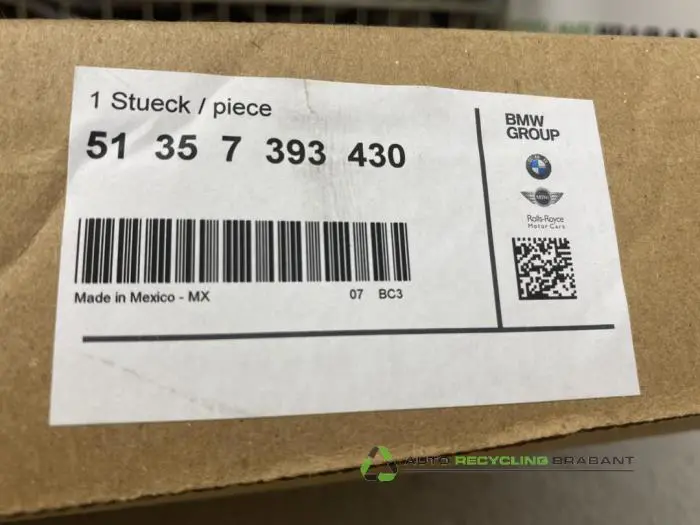 1 Stueck / piece
51 35 7 393 430
Made in Mexico - MX
07 BC3
BMW
GROUP
MINI
Rolls-Royce
Motor Cars
AUTO RECYCLING BRABANT